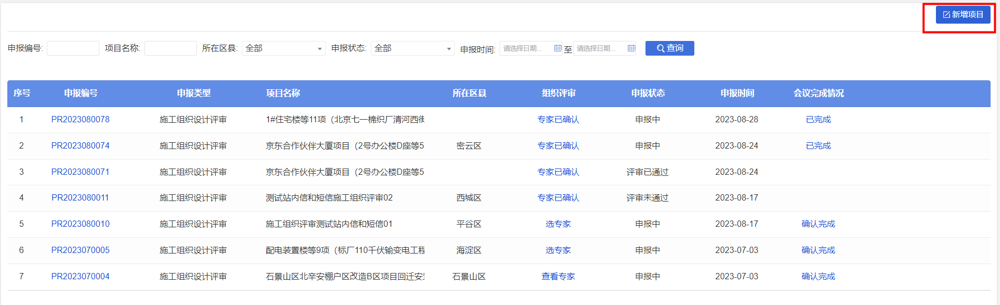 新增项目
申报编号: 项目名称: 所在区县: 全部 申报状态: 全部 申报时间: 请选择日期... 至 请选择日期... 查询
序号 申报编号 申报类型 项目名称 所在区县 组织评审 申报状态 申报时间 会议完成情况
1 PR2023080078 施工组织设计评审 1#住宅楼等11项（北京七一棉织厂清河西街 专家已确认 申报中 2023-08-28 已完成
2 PR2023080074 施工组织设计评审 京东合作伙伴大厦项目（2号办公楼D座等5 密云区 专家已确认 申报中 2023-08-24 已完成
3 PR2023080071 施工组织设计评审 京东合作伙伴大厦项目（2号办公楼D座等5 专家已确认 评审已通过 2023-08-24
4 PR2023080011 施工组织设计评审 测试站内信和短信施工组织评审02 西城区 专家已确认 评审未通过 2023-08-17
5 PR2023080010 施工组织设计评审 施工组织评审测试站内信和短信01 平谷区 选专家 申报中 2023-08-17 确认完成
6 PR2023070005 施工组织设计评审 配电装置楼等9项（标厂110千伏输变电工程 海淀区 选专家 申报中 2023-07-03 确认完成
7 PR2023070004 施工组织设计评审 石景山区北辛安棚户区改造B区项目回迁安 石景山区 查看专家 申报中 2023-07-03 确认完成